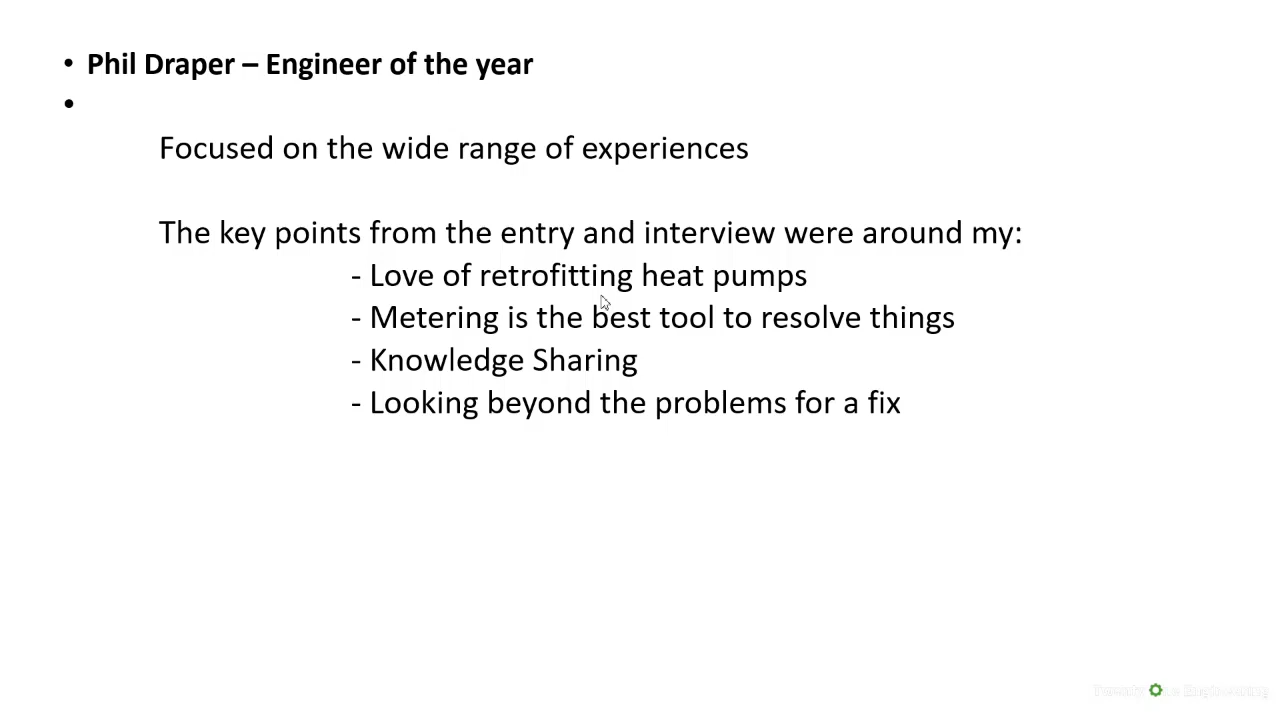 • Phil Draper – Engineer of the year
•
Focused on the wide range of experiences
The key points from the entry and interview were around my:
- Love of retrofitting heat pumps
- Metering is the best tool to resolve things
- Knowledge Sharing
- Looking beyond the problems for a fix
Engineering